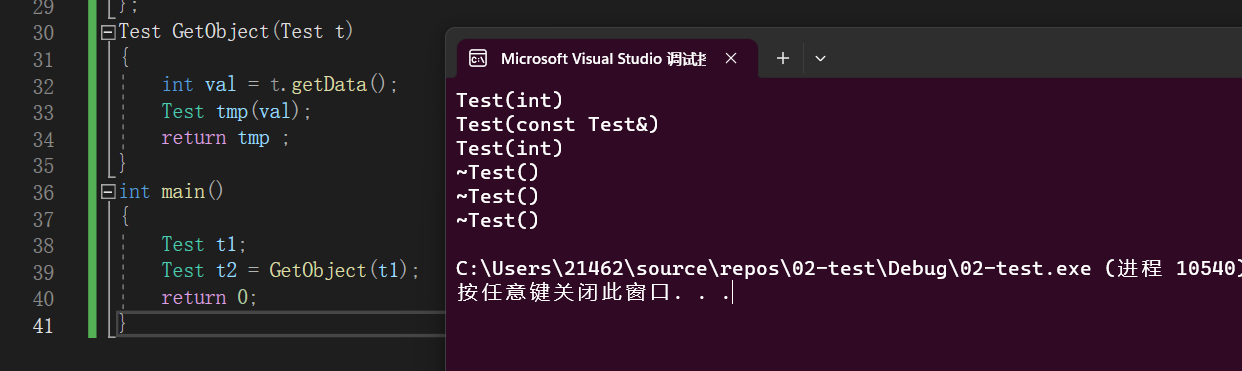 29 };
30 Test GetObject(Test t)
31 {
32 int val = t.getData();
33 Test tmp(val);
34 return tmp ;
35 }
36 int main()
37 {
38 Test t1;
39 Test t2 = GetObject(t1);
40 return 0;
41 }
Microsoft Visual Studio 调试
Test(int)
Test(const Test&)
Test(int)
~Test()
~Test()
~Test()
C:\Users\21462\source\repos\02-test\Debug\02-test.exe (进程 10540)
按任意键关闭此窗口. . .